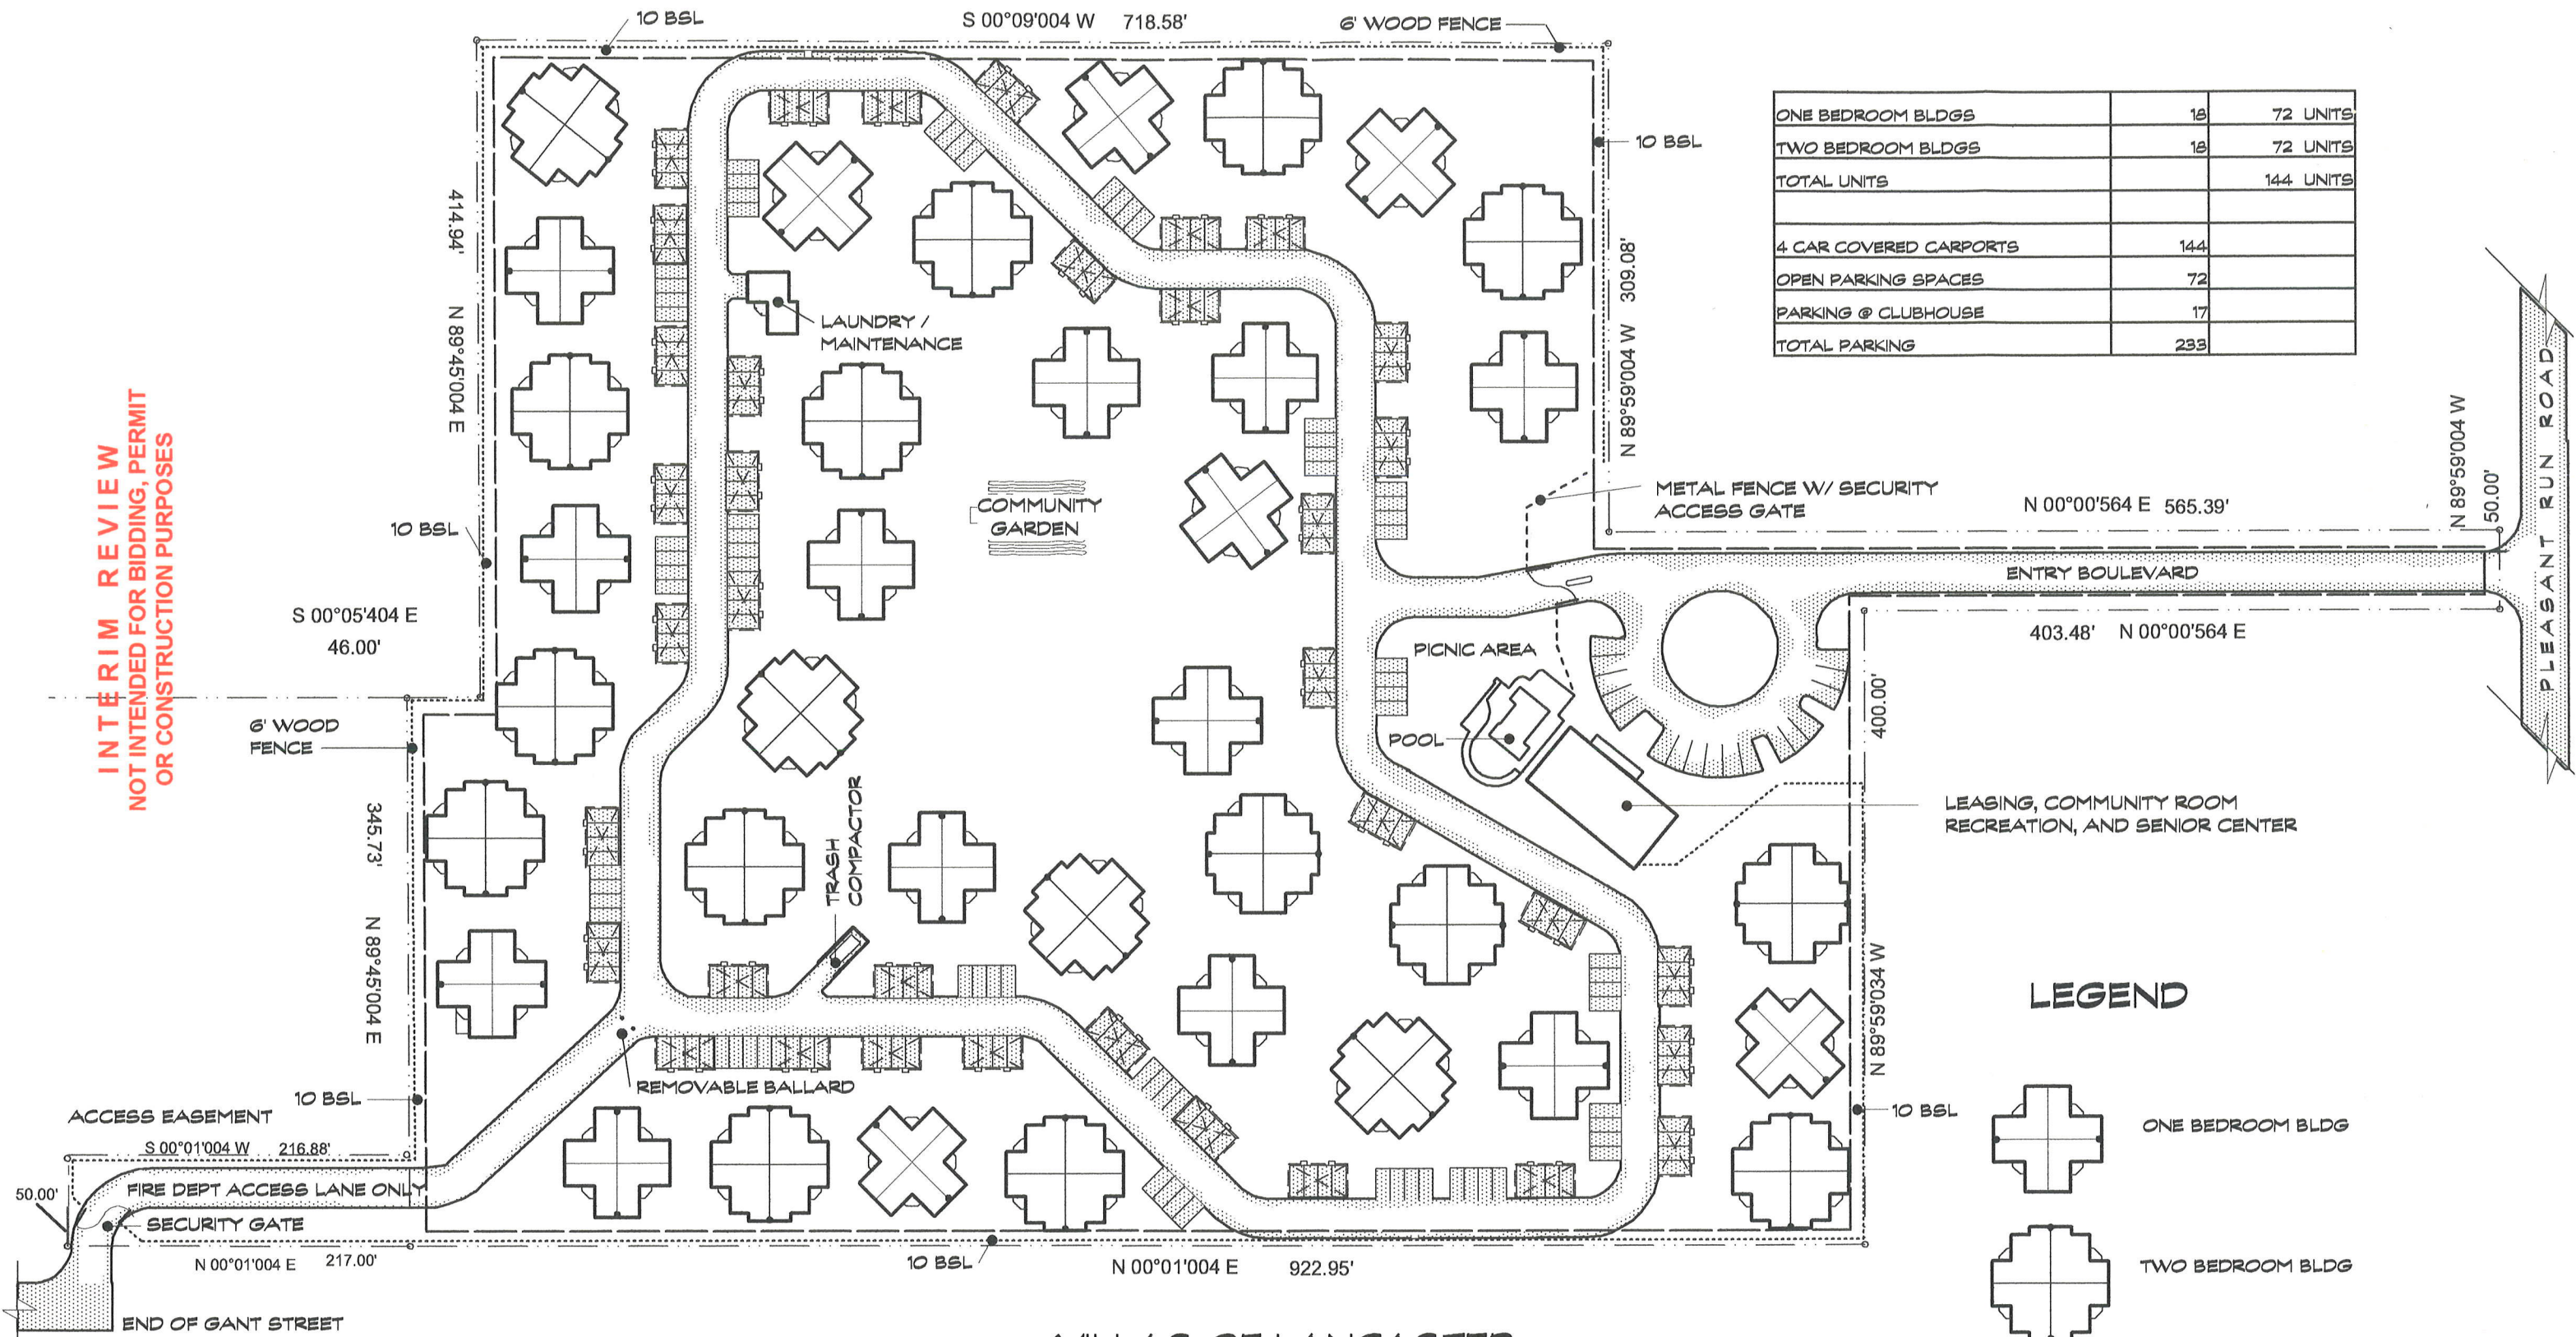 10 BSL
S 00°09'004 W 718.58'
6' WOOD FENCE
ONE BEDROOM BLDGS 18 72 UNITS
TWO BEDROOM BLDGS 18 72 UNITS
TOTAL UNITS 144 UNITS
4 CAR COVERED CARPORTS 144
OPEN PARKING SPACES 72
PARKING @ CLUBHOUSE 17
TOTAL PARKING 233
10 BSL
414.94' N 89°45'004 E
N 89°59'004 W 309.08'
LAUNDRY /
MAINTENANCE
PLEASANT RUN ROAD
INTERIM REVIEW
NOT INTENDED FOR BIDDING, PERMIT
OR CONSTRUCTION PURPOSES
COMMUNITY
GARDEN
METAL FENCE W/ SECURITY
ACCESS GATE
N 00°00'564 E 565.39'
N 89°59'004 W
50.00'
10 BSL
ENTRY BOULEVARD
S 00°05'404 E
46.00'
403.48' N 00°00'564 E
PICNIC AREA
6' WOOD
FENCE
POOL
400.00'
345.73' N 89°45'004 E
TRASH
COMPACTOR
LEASING, COMMUNITY ROOM
RECREATION, AND SENIOR CENTER
N 89°59'034 W
LEGEND
REMOVABLE BALLARD
10 BSL
10 BSL
ACCESS EASEMENT
S 00°01'004 W 216.88'
ONE BEDROOM BLDG
50.00'
FIRE DEPT ACCESS LANE ONLY
SECURITY GATE
N 00°01'004 E 217.00'
10 BSL
N 00°01'004 E 922.95'
TWO BEDROOM BLDG
END OF GANT STREET